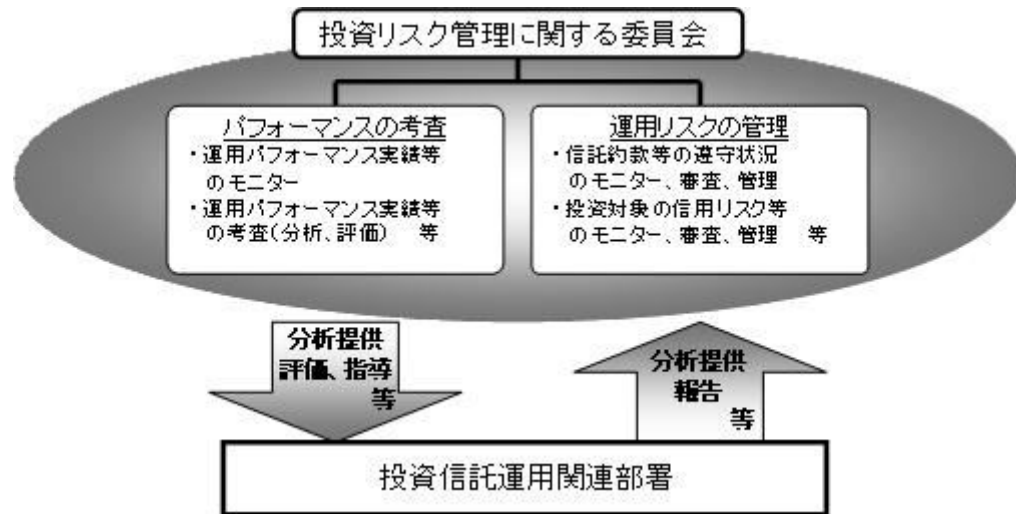 投資リスク管理に関する委員会
パフォーマンスの考査
・運用パフォーマンス実績等
のモニター
・運用パフォーマンス実績等
の考査(分析、評価) 等
運用リスクの管理
・信託約款等の遵守状況
のモニター、審査、管理
・投資対象の信用リスク等
のモニター、審査、管理 等
分析提供
評価、指導
等
分析提供
報告
等
投資信託運用関連部署